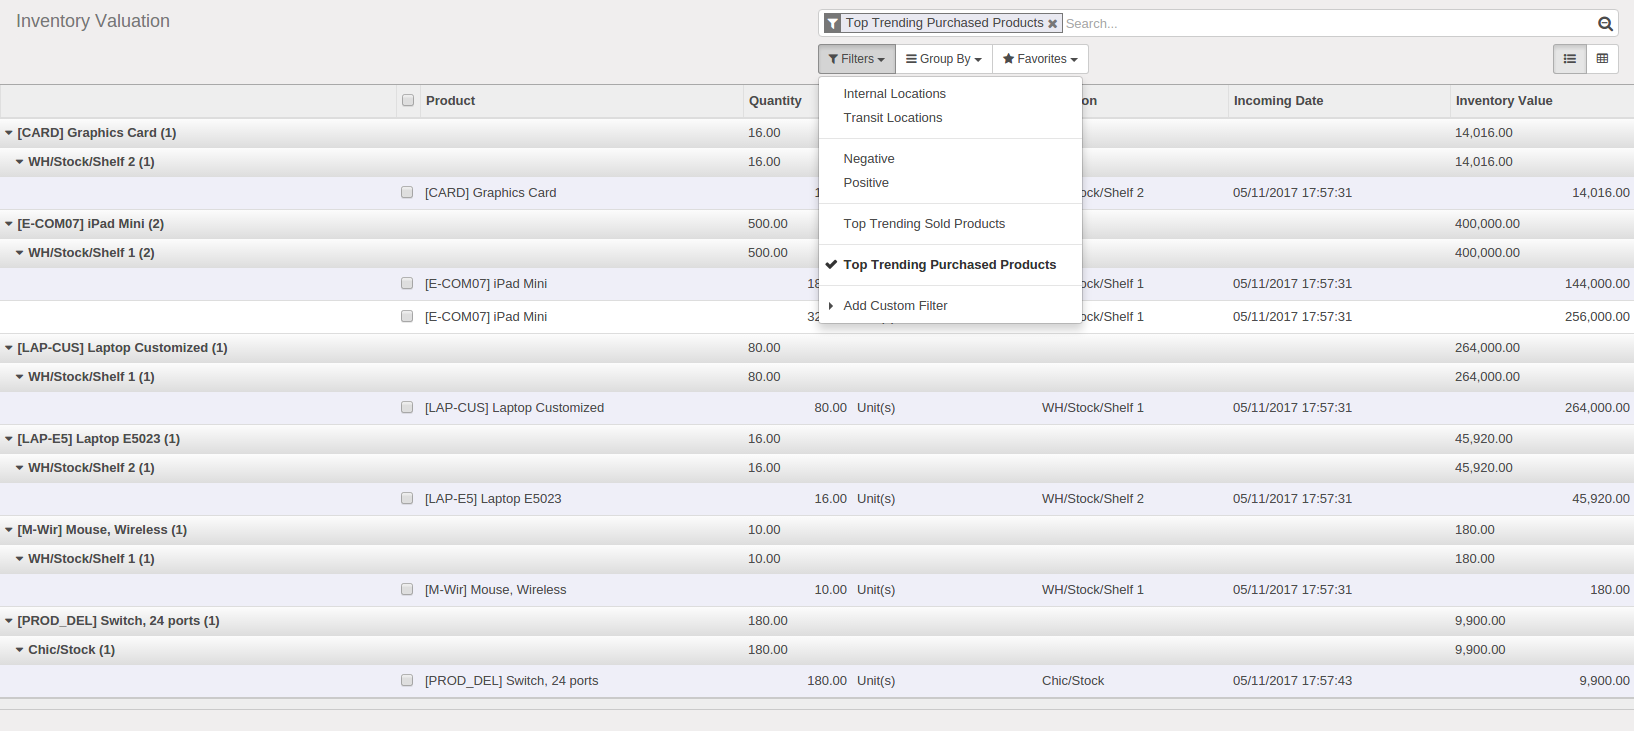 Inventory Valuation
Top Trending Purchased Products Search...
Filters Group By Favorites
Product Quantity on Incoming Date Inventory Value
[CARD] Graphics Card (1) 16.00 14,016.00
WH/Stock/Shelf 2 (1) 16.00 14,016.00
[CARD] Graphics Card 1 ock/Shelf 2 05/11/2017 17:57:31 14,016.00
[E-COM07] iPad Mini (2) 500.00 400,000.00
WH/Stock/Shelf 1 (2) 500.00 400,000.00
[E-COM07] iPad Mini 18 ock/Shelf 1 05/11/2017 17:57:31 144,000.00
[E-COM07] iPad Mini 32 ock/Shelf 1 05/11/2017 17:57:31 256,000.00
[LAP-CUS] Laptop Customized (1) 80.00 264,000.00
WH/Stock/Shelf 1 (1) 80.00 264,000.00
[LAP-CUS] Laptop Customized 80.00 Unit(s) WH/Stock/Shelf 1 05/11/2017 17:57:31 264,000.00
[LAP-E5] Laptop E5023 (1) 16.00 45,920.00
WH/Stock/Shelf 2 (1) 16.00 45,920.00
[LAP-E5] Laptop E5023 16.00 Unit(s) WH/Stock/Shelf 2 05/11/2017 17:57:31 45,920.00
[M-Wir] Mouse, Wireless (1) 10.00 180.00
WH/Stock/Shelf 1 (1) 10.00 180.00
[M-Wir] Mouse, Wireless 10.00 Unit(s) WH/Stock/Shelf 1 05/11/2017 17:57:31 180.00
[PROD_DEL] Switch, 24 ports (1) 180.00 9,900.00
Chic/Stock (1) 180.00 9,900.00
[PROD_DEL] Switch, 24 ports 180.00 Unit(s) Chic/Stock 05/11/2017 17:57:43 9,900.00
Internal Locations
Transit Locations
Negative
Positive
Top Trending Sold Products
Top Trending Purchased Products
Add Custom Filter